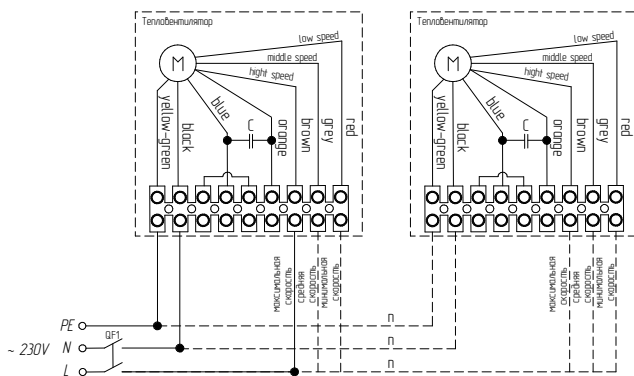 Тепловентилятор
M
low speed
middle speed
hight speed
yellow-green
black
blue
C
orange
brown
grey
red
максимальная
скорость
средняя
скорость
минимальная
скорость
Тепловентилятор
M
low speed
middle speed
hight speed
yellow-green
black
blue
C
orange
brown
grey
red
максимальная
скорость
средняя
скорость
минимальная
скорость
~ 230V
PE
N
L
QF1
n
n
n